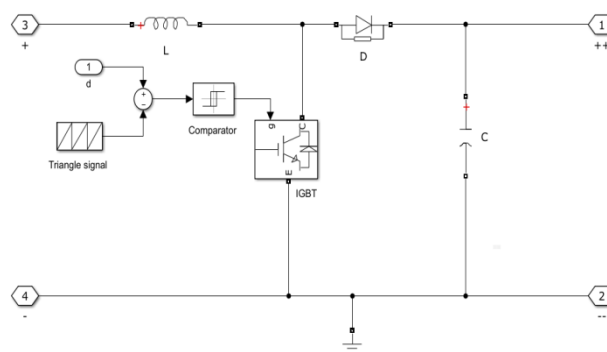 3
+
L
D
1
++
1
d
+
-
Comparator
g
C
E
IGBT
Triangle signal
+
C
4
-
2
--